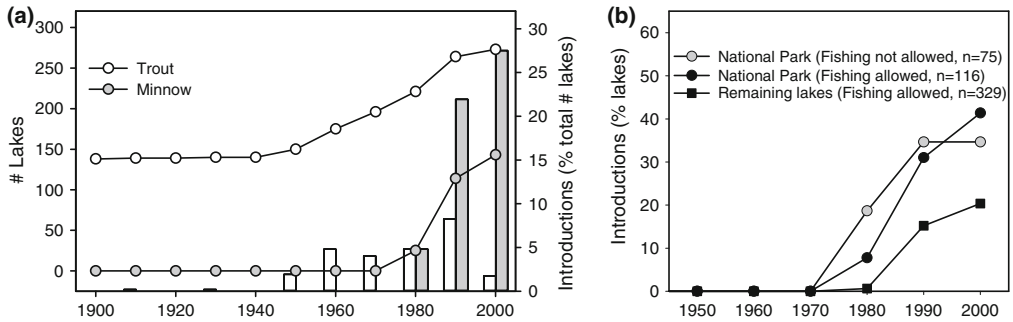 (a)
300
250
200
150
100
50
0
# Lakes
Trout
Minnow
30
25
20
15
10
5
0
Introductions (% total # lakes)
1900 1920 1940 1960 1980 2000
(b)
60
50
40
30
20
10
0
Introductions (% lakes)
National Park (Fishing not allowed, n=75)
National Park (Fishing allowed, n=116)
Remaining lakes (Fishing allowed, n=329)
1950 1960 1970 1980 1990 2000